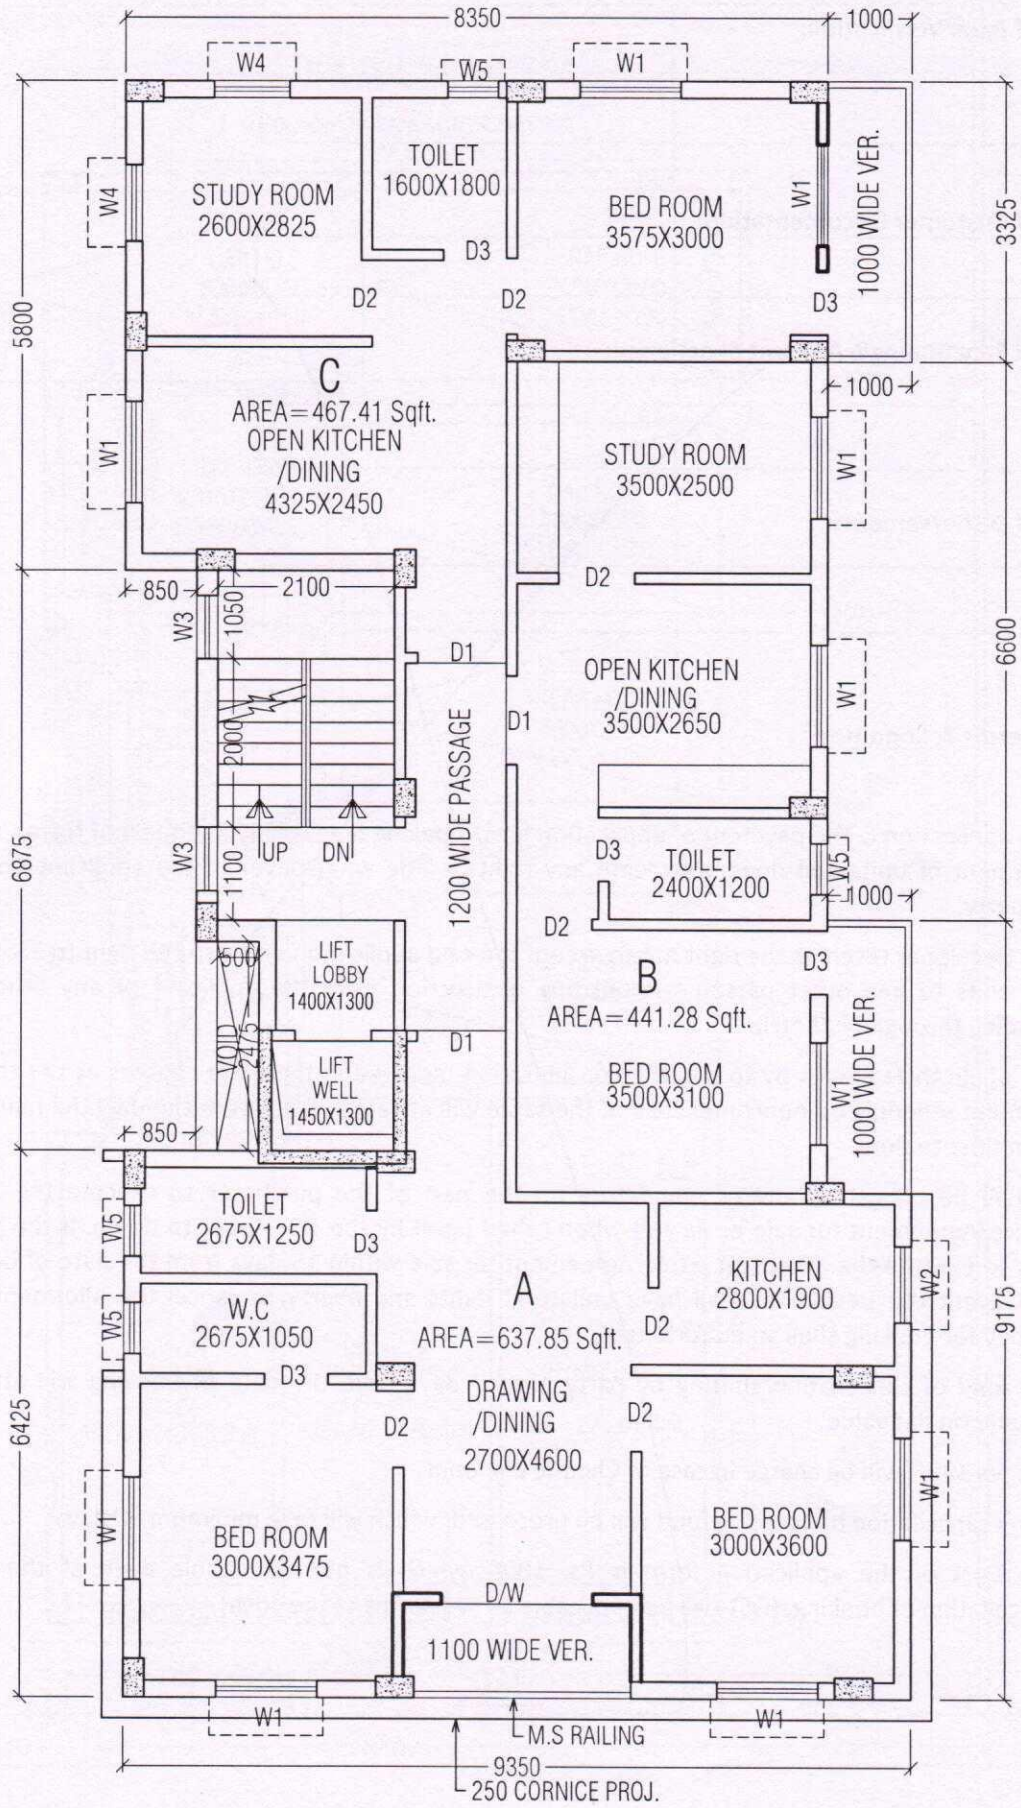 8350
1000
W4
W5
W1
TOILET
1600X1800
STUDY ROOM
2600X2825
BED ROOM
3575X3000
W4
W1
1000 WIDE VER.
3325
5800
D3
D2
D2
D3
C
AREA=467.41 Sqft.
OPEN KITCHEN
/DINING
4325X2450
W1
1000
STUDY ROOM
3500X2500
W1
D2
850
2100
W3
1050
D1
6600
OPEN KITCHEN
/DINING
3500X2650
D1
W1
2000
1200 WIDE PASSAGE
6875
W3
1100
UP
DN
D3
TOILET
2400X1200
W5
1000
D2
D3
500
LIFT
LOBBY
1400X1300
B
AREA=441.28 Sqft.
VOID
2475
D1
LIFT
WELL
1450X1300
BED ROOM
3500X3100
W1
1000 WIDE VER.
850
TOILET
2675X1250
W5
D3
A
AREA=637.85 Sqft.
KITCHEN
2800X1900
W2
D2
W.C
2675X1050
W5
D3
9175
DRAWING
/DINING
2700X4600
D2
D2
6425
W1
BED ROOM
3000X3475
BED ROOM
3000X3600
W1
D/W
1100 WIDE VER.
W1
W1
M.S RAILING
9350
250 CORNICE PROJ.